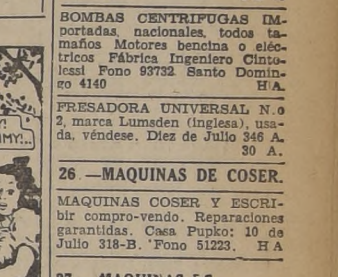 BOMBAS CENTRIFUGAS IM-
portadas, nacionales, todos ta-
maños Motores bencina o eléc-
tricos Fábrica Ingeniero Cinto-
lessi Fono 93732 Santo Domin-
go 4140 H A.
FRESADORA UNIVERSAL N.o
2, marca Lumsden (inglesa), usa-
da, véndese. Diez de Julio 346 A.
30 A.
26.—MAQUINAS DE COSER.
MAQUINAS COSER Y ESCRI-
bir compro-vendo. Reparaciones
garantidas. Casa Pupko: 10 de
Julio 318-B. Fono 51223. H A